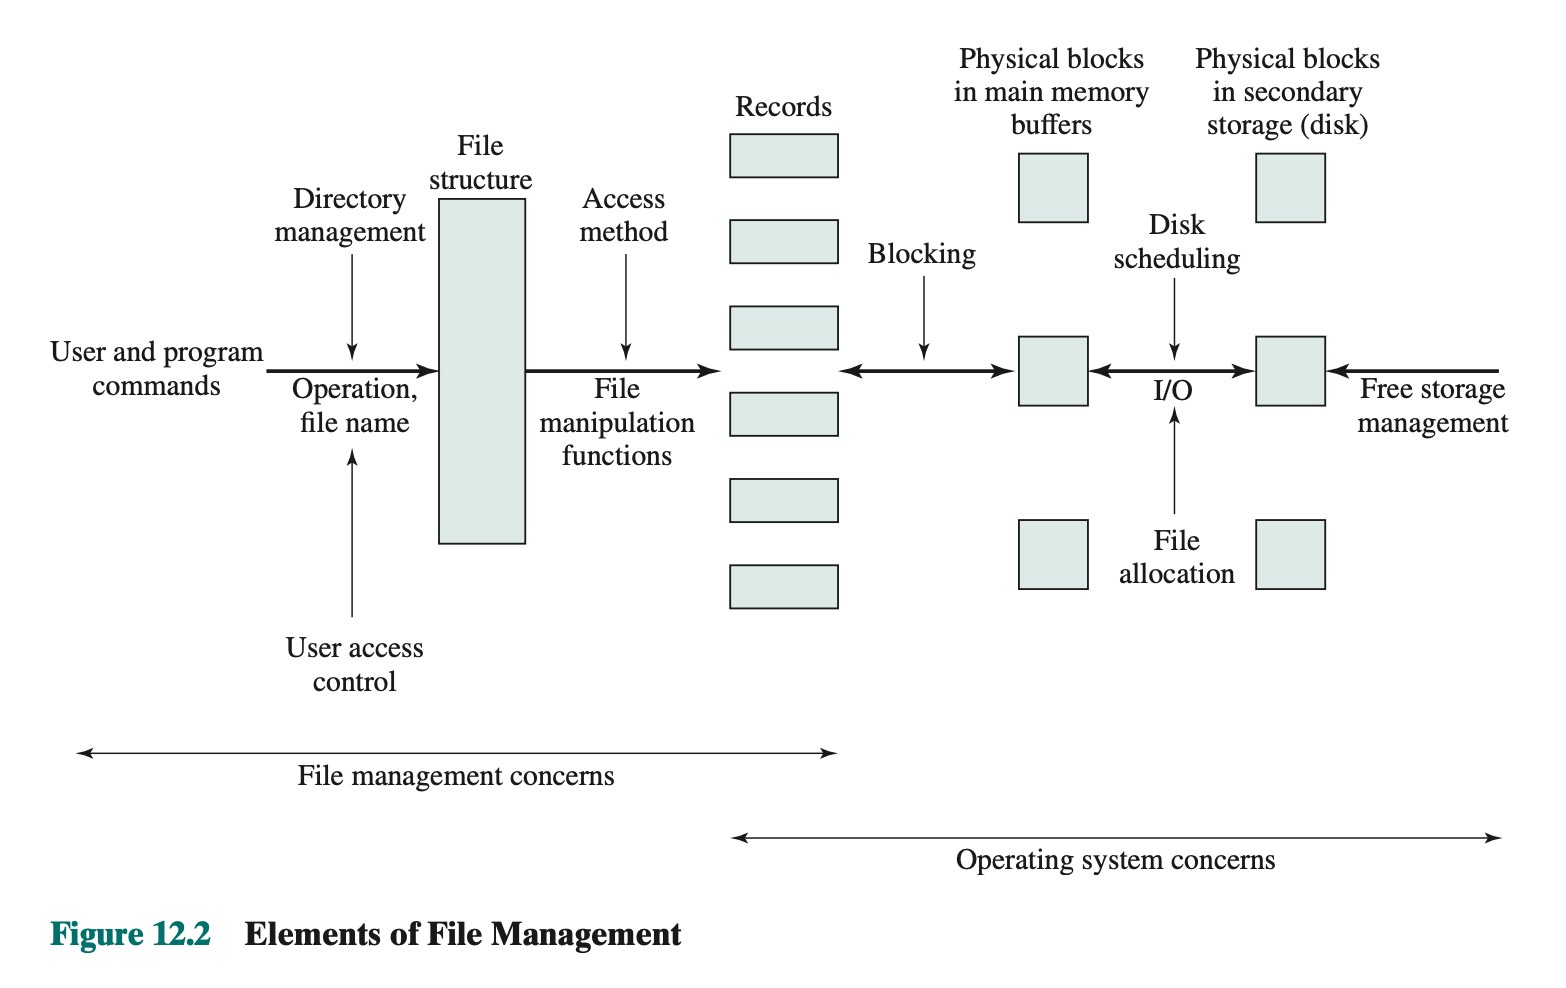 Physical blocks
in main memory
buffers
Physical blocks
in secondary
storage (disk)
Records
File
structure
Directory
management
Access
method
Blocking
Disk
scheduling
User and program
commands
Operation,
file name
File
manipulation
functions
I/O
Free storage
management
File
allocation
User access
control
File management concerns
Operating system concerns
Figure 12.2 Elements of File Management